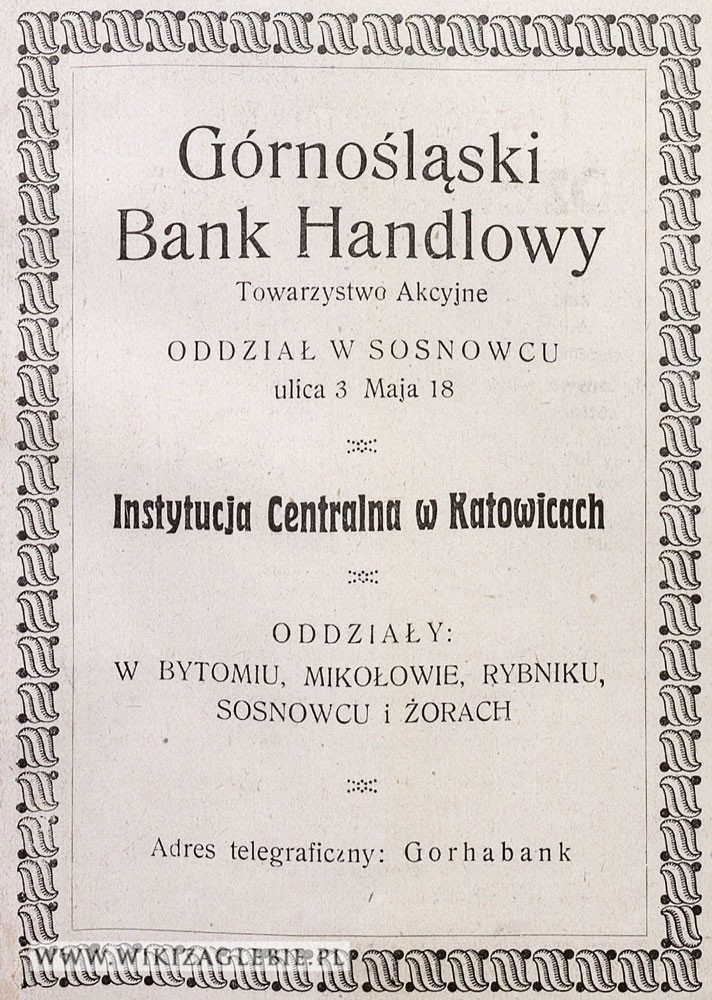 Górnośląski
Bank Handlowy
Towarzystwo Akcyjne
ODDZIAŁ W SOSNOWCU
ulica 3 Maja 18
Instytucja Centralna w Katowicach
ODDZIAŁY:
W BYTOMIU, MIKOŁOWIE, RYBNIKU,
SOSNOWCU i ŻORACH
Adres telegraficzny: Gorhabank
WWW.WIKIZAGLEBIE.PL